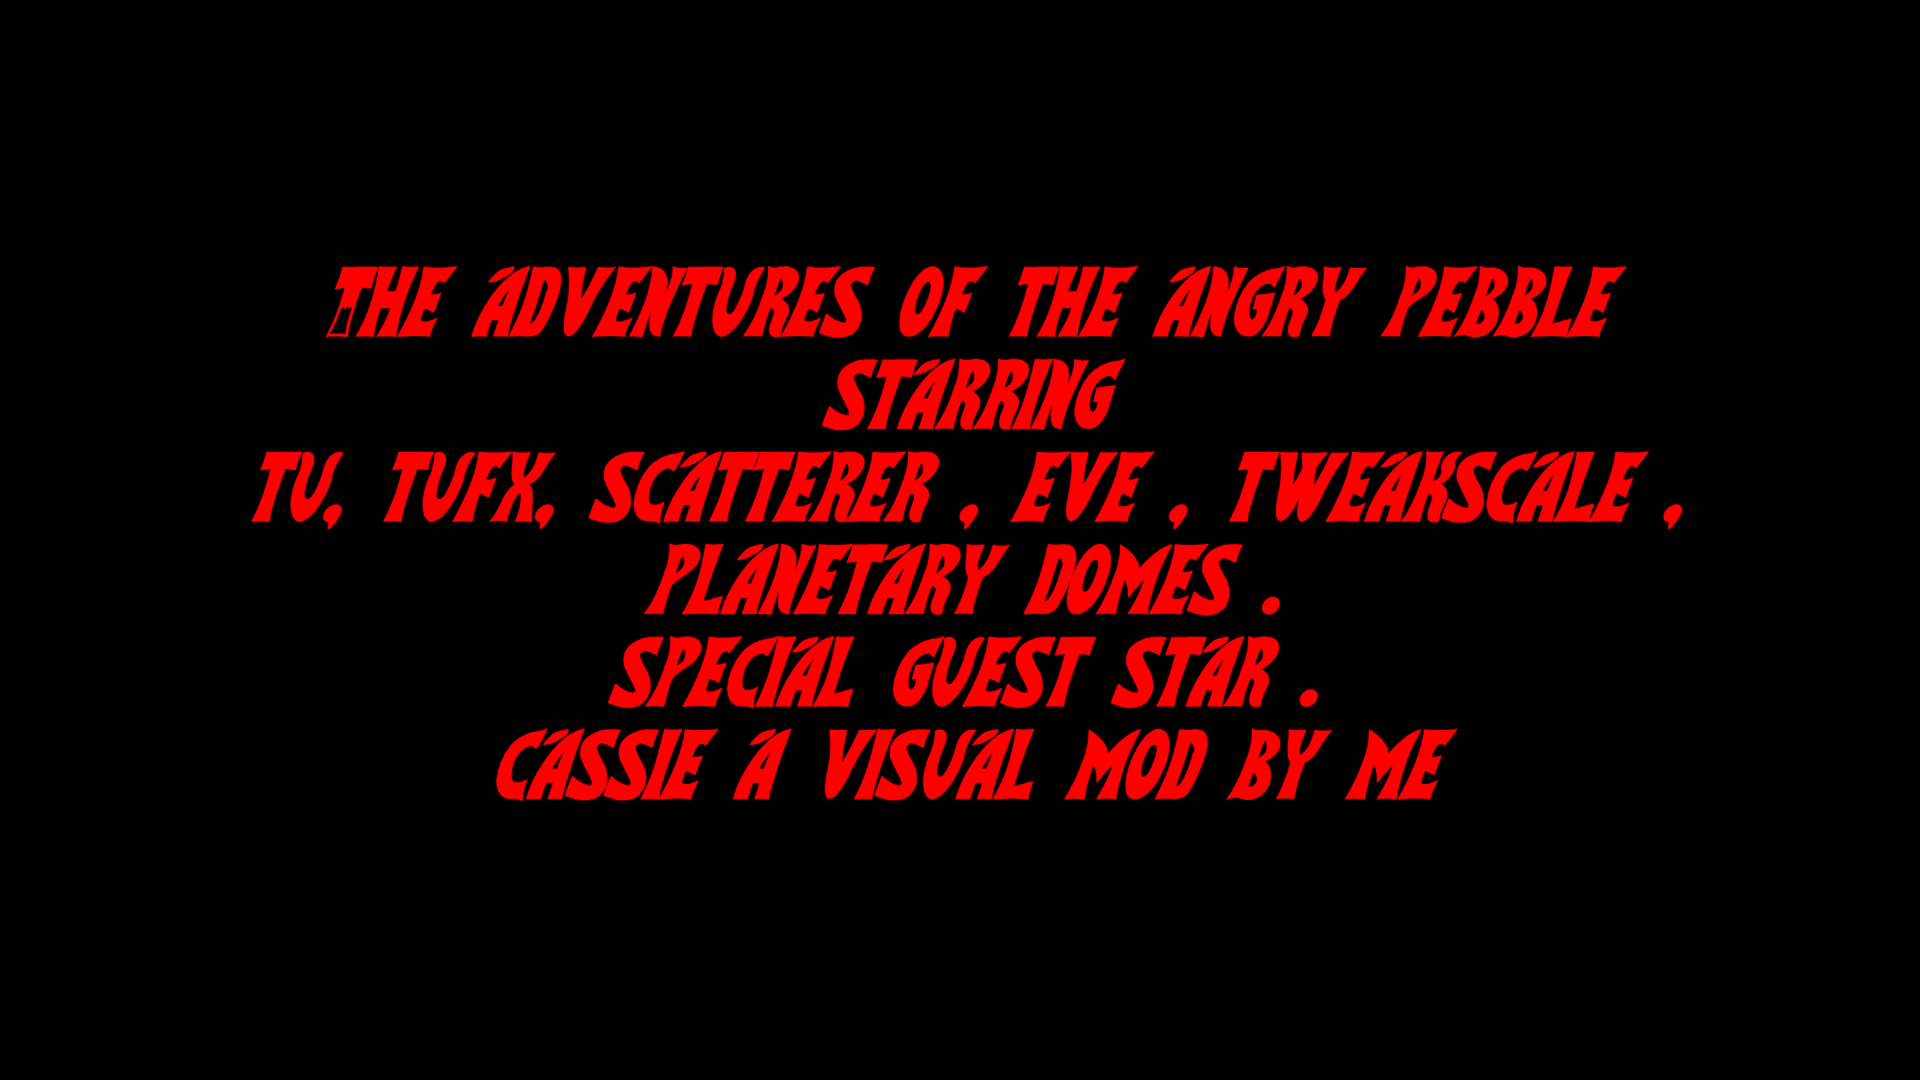 THE ADVENTURES OF THE ANGRY PEBBLE
STARRING
TU, TUFX, SCATTERER , EVE , TWEAKSCALE ,
PLANETARY DOMES .
SPECIAL GUEST STAR .
CASSIE A VISUAL MOD BY ME